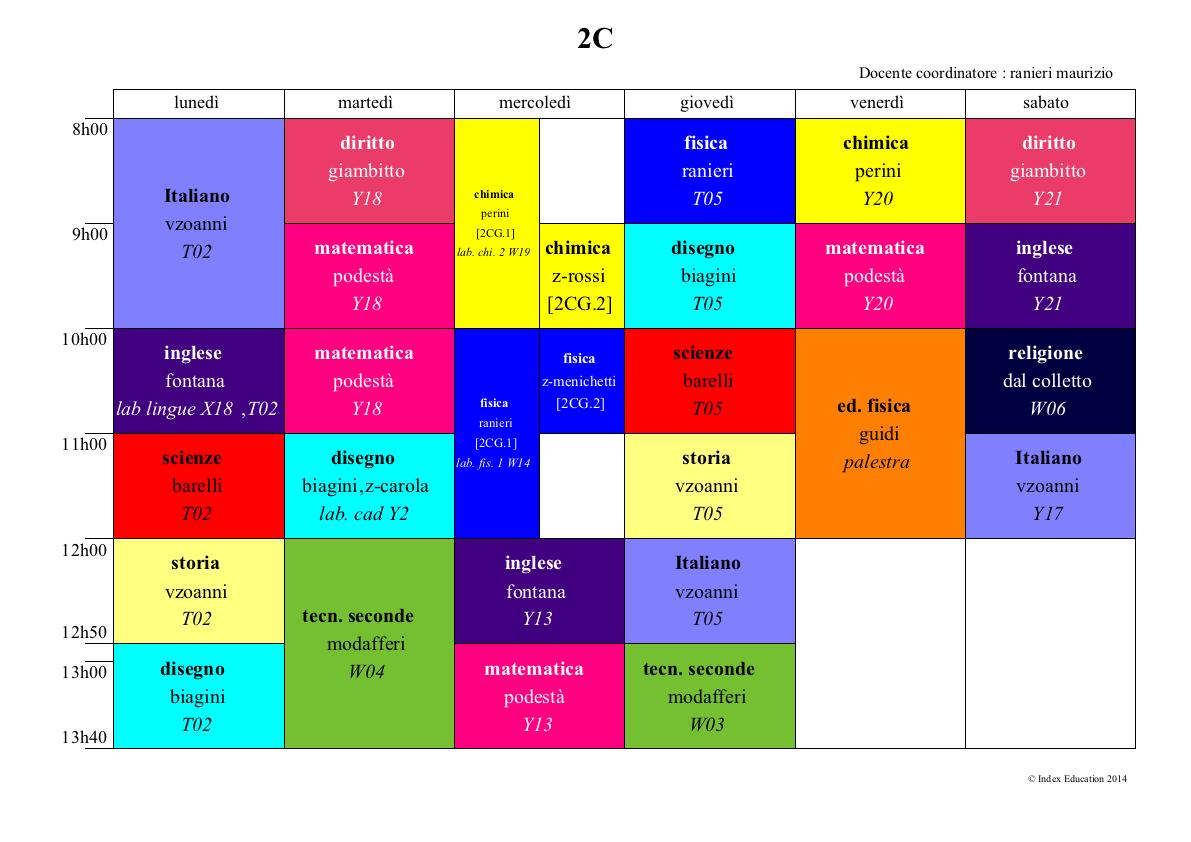 2C
Docente coordinatore : ranieri maurizio
lunedì martedì mercoledì giovedì venerdì sabato
8h00
9h00
10h00
11h00
12h00
12h50
13h00
13h40
Italiano
vzoanni
T02
inglese
fontana
lab lingue X18 ,T02
scienze
barelli
T02
storia
vzoanni
T02
disegno
biagini
T02
diritto
giambitto
Y18
matematica
podestà
Y18
matematica
podestà
Y18
disegno
biagini,z-carola
lab. cad Y2
tecn. seconde
modafferi
W04
chimica
perini
[2CG.1]
lab. chi. 2 W19
chimica
z-rossi
[2CG.2]
fisica
ranieri
[2CG.1]
lab. fis. 1 W14
fisica
z-menichetti
[2CG.2]
inglese
fontana
Y13
matematica
podestà
Y13
fisica
ranieri
T05
disegno
biagini
T05
scienze
barelli
T05
storia
vzoanni
T05
Italiano
vzoanni
T05
tecn. seconde
modafferi
W03
chimica
perini
Y20
matematica
podestà
Y20
ed. fisica
guidi
palestra
diritto
giambitto
Y21
inglese
fontana
Y21
religione
dal colletto
W06
Italiano
vzoanni
Y17
© Index Education 2014